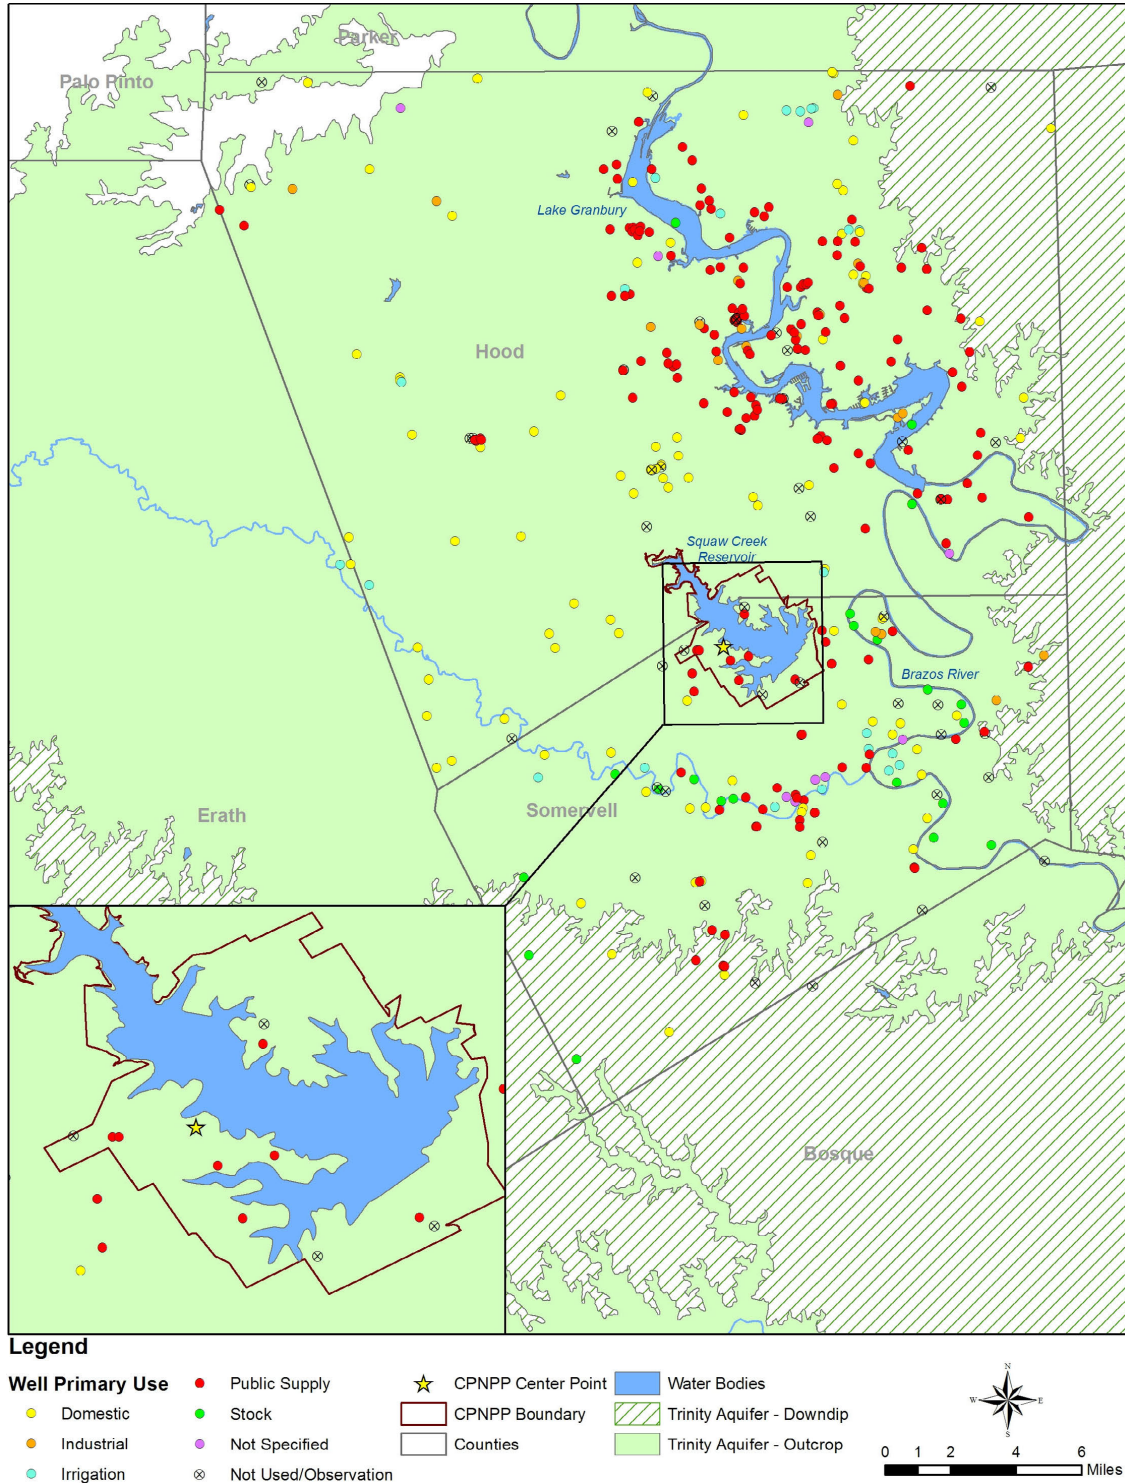 Parker
Palo Pinto
Lake Granbury
Hood
Squaw Creek
Reservoir
Brazos River
Erath
Somervell
Bosque
Legend
Well Primary Use
Domestic
Industrial
Irrigation
Public Supply
Stock
Not Specified
Not Used/Observation
CPNPP Center Point
CPNPP Boundary
Counties
Water Bodies
Trinity Aquifer - Downdip
Trinity Aquifer - Outcrop
N
W E
S
0 1 2 4 6
Miles